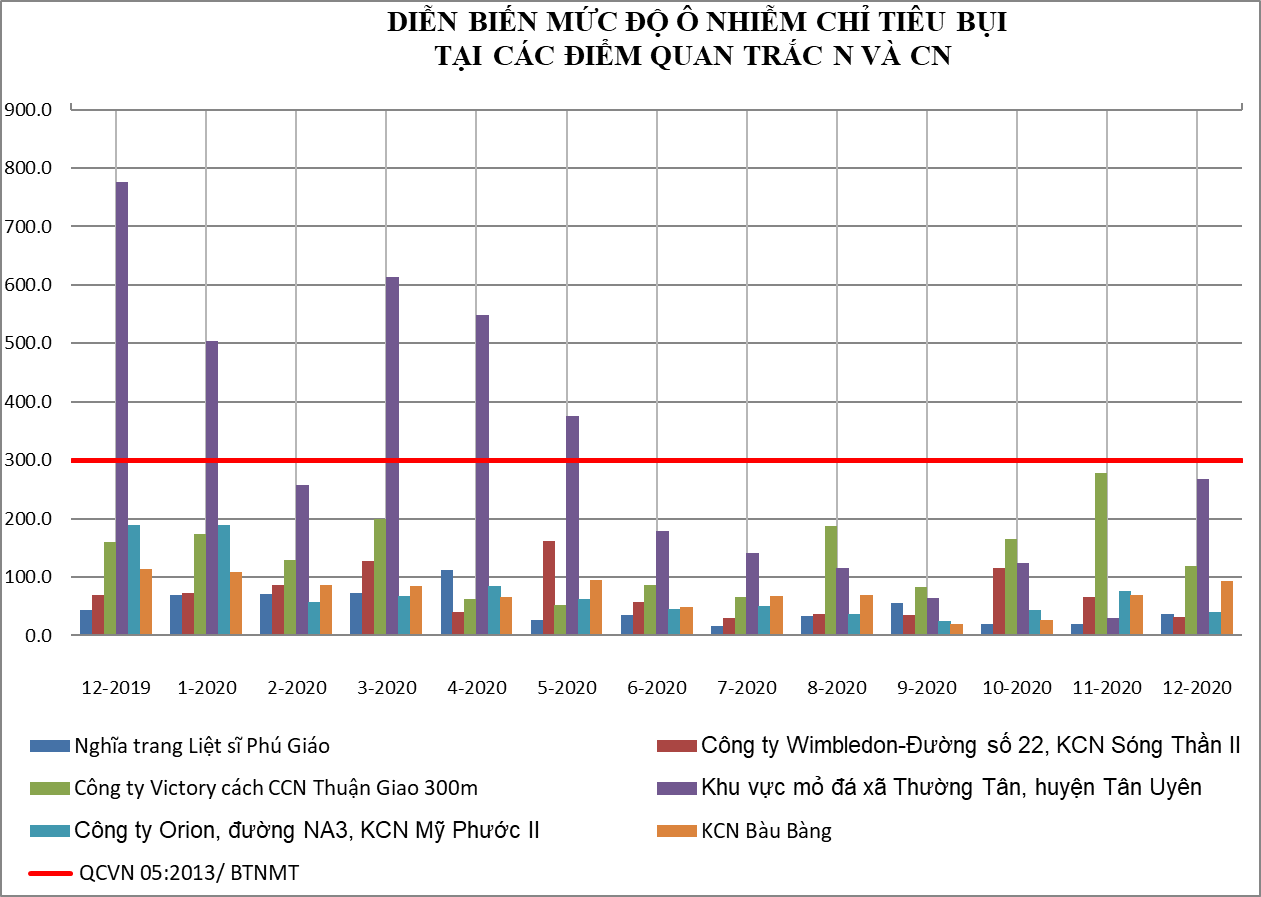 DIỄN BIẾN MỨC ĐỘ Ô NHIỄM CHỈ TIÊU BỤI
TẠI CÁC ĐIỂM QUAN TRẮC N VÀ CN
900.0
800.0
700.0
600.0
500.0
400.0
300.0
200.0
100.0
0.0
12-2019 1-2020 2-2020 3-2020 4-2020 5-2020 6-2020 7-2020 8-2020 9-2020 10-2020 11-2020 12-2020
Nghĩa trang Liệt sĩ Phú Giáo
Công ty Wimbledon-Đường số 22, KCN Sóng Thần II
Công ty Victory cách CCN Thuận Giao 300m
Khu vực mỏ đá xã Thường Tân, huyện Tân Uyên
Công ty Orion, đường NA3, KCN Mỹ Phước II
KCN Bàu Bàng
QCVN 05:2013/ BTNMT